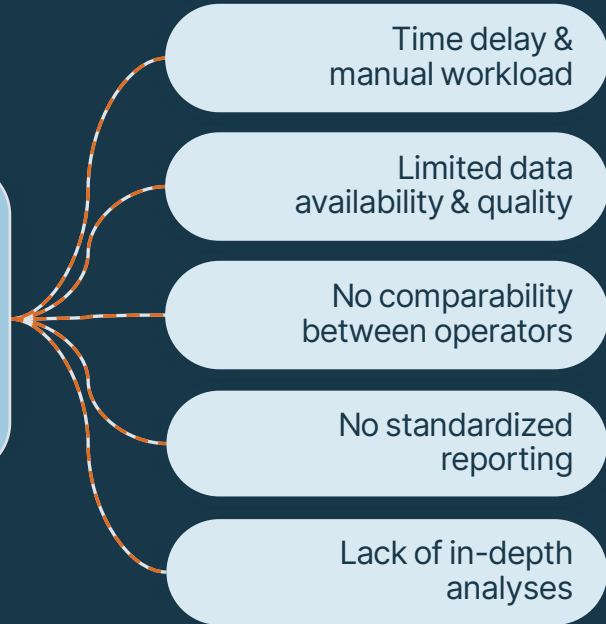 Time delay &
manual workload
Limited data
availability & quality
No comparability
between operators
No standardized
reporting
Lack of in-depth
analyses